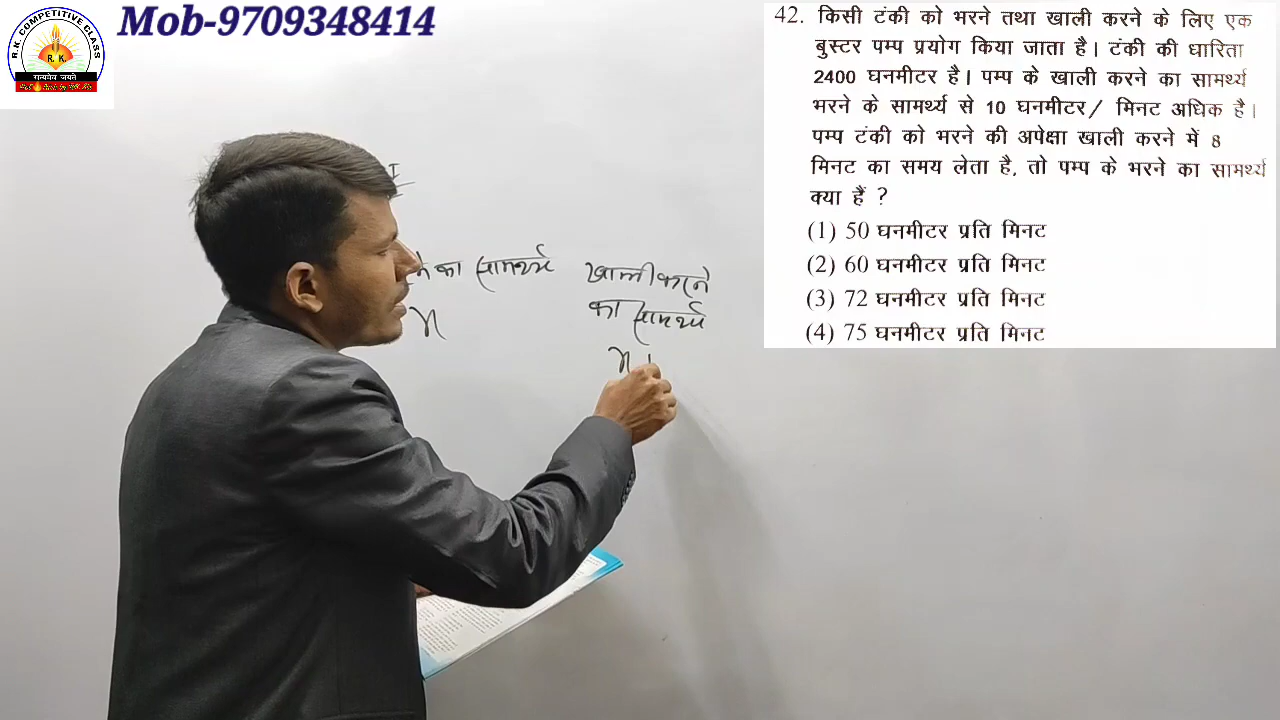 R.K COMPETITIVE CLASS
R. K.
सत्यमेव जयते
Mob-9709348414
42. किसी टंकी को भरने तथा खाली करने के लिए एक
बुस्टर पम्प प्रयोग किया जाता है। टंकी की धारिता
2400 घनमीटर है। पम्प के खाली करने का सामर्थ्य
भरने के सामर्थ्य से 10 घनमीटर/ मिनट अधिक है।
पम्प टंकी को भरने की अपेक्षा खाली करने में 8
मिनट का समय लेता है, तो पम्प के भरने का सामर्थ्य
क्या हैं ?
(1) 50 घनमीटर प्रति मिनट
(2) 60 घनमीटर प्रति मिनट
(3) 72 घनमीटर प्रति मिनट
(4) 75 घनमीटर प्रति मिनट
का सामर्थ्य
x
खाली करने
का सामर्थ्य
x